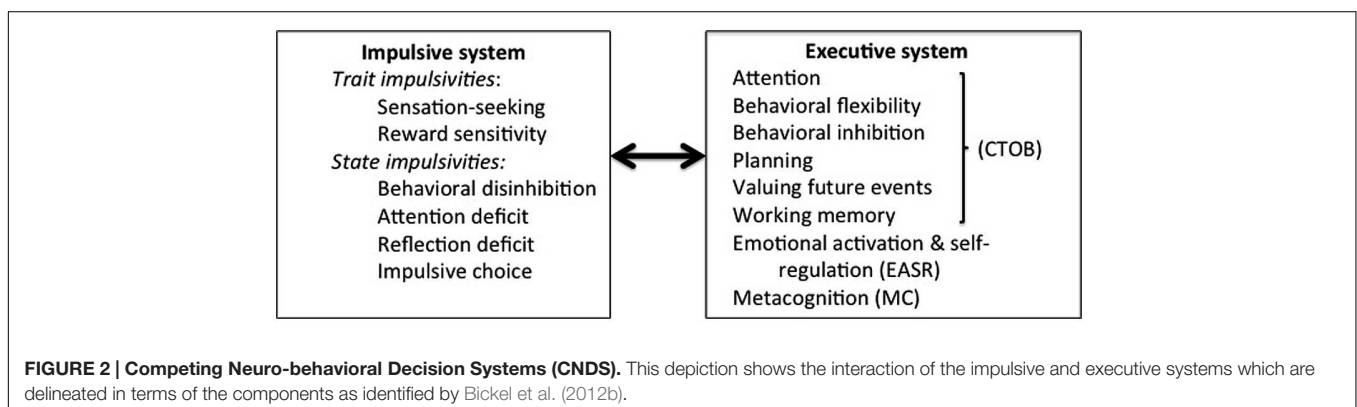 Impulsive system
Trait impulsivities:
Sensation-seeking
Reward sensitivity
State impulsivities:
Behavioral disinhibition
Attention deficit
Reflection deficit
Impulsive choice
Executive system
Attention
Behavioral flexibility
Behavioral inhibition
Planning
Valuing future events
Working memory
(CTOB)
Emotional activation & self-
regulation (EASR)
Metacognition (MC)
FIGURE 2 | Competing Neuro-behavioral Decision Systems (CNDS). This depiction shows the interaction of the impulsive and executive systems which are
delineated in terms of the components as identified by Bickel et al. (2012b).